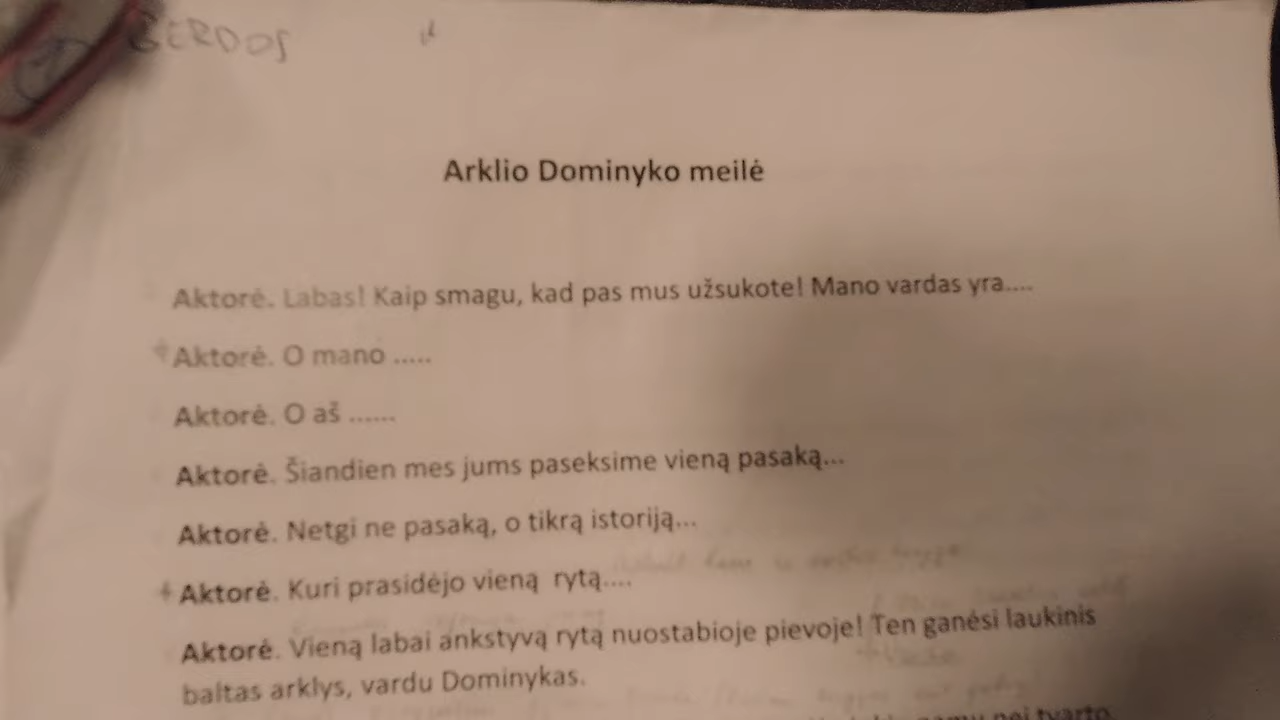 Arklio Dominyko meilė
Aktorė. Labas! Kaip smagu, kad pas mus užsukote! Mano vardas yra....
Aktorė. O mano .....
Aktorė. O aš ......
Aktorė. Šiandien mes jums paseksime vieną pasaką...
Aktorė. Netgi ne pasaką, o tikrą istoriją...
Aktorė. Kuri prasidėjo vieną rytą....
Aktorė. Vieną labai ankstyvą rytą nuostabioje pievoje! Ten ganėsi laukinis
baltas arklys, vardu Dominykas.
nei tvarto